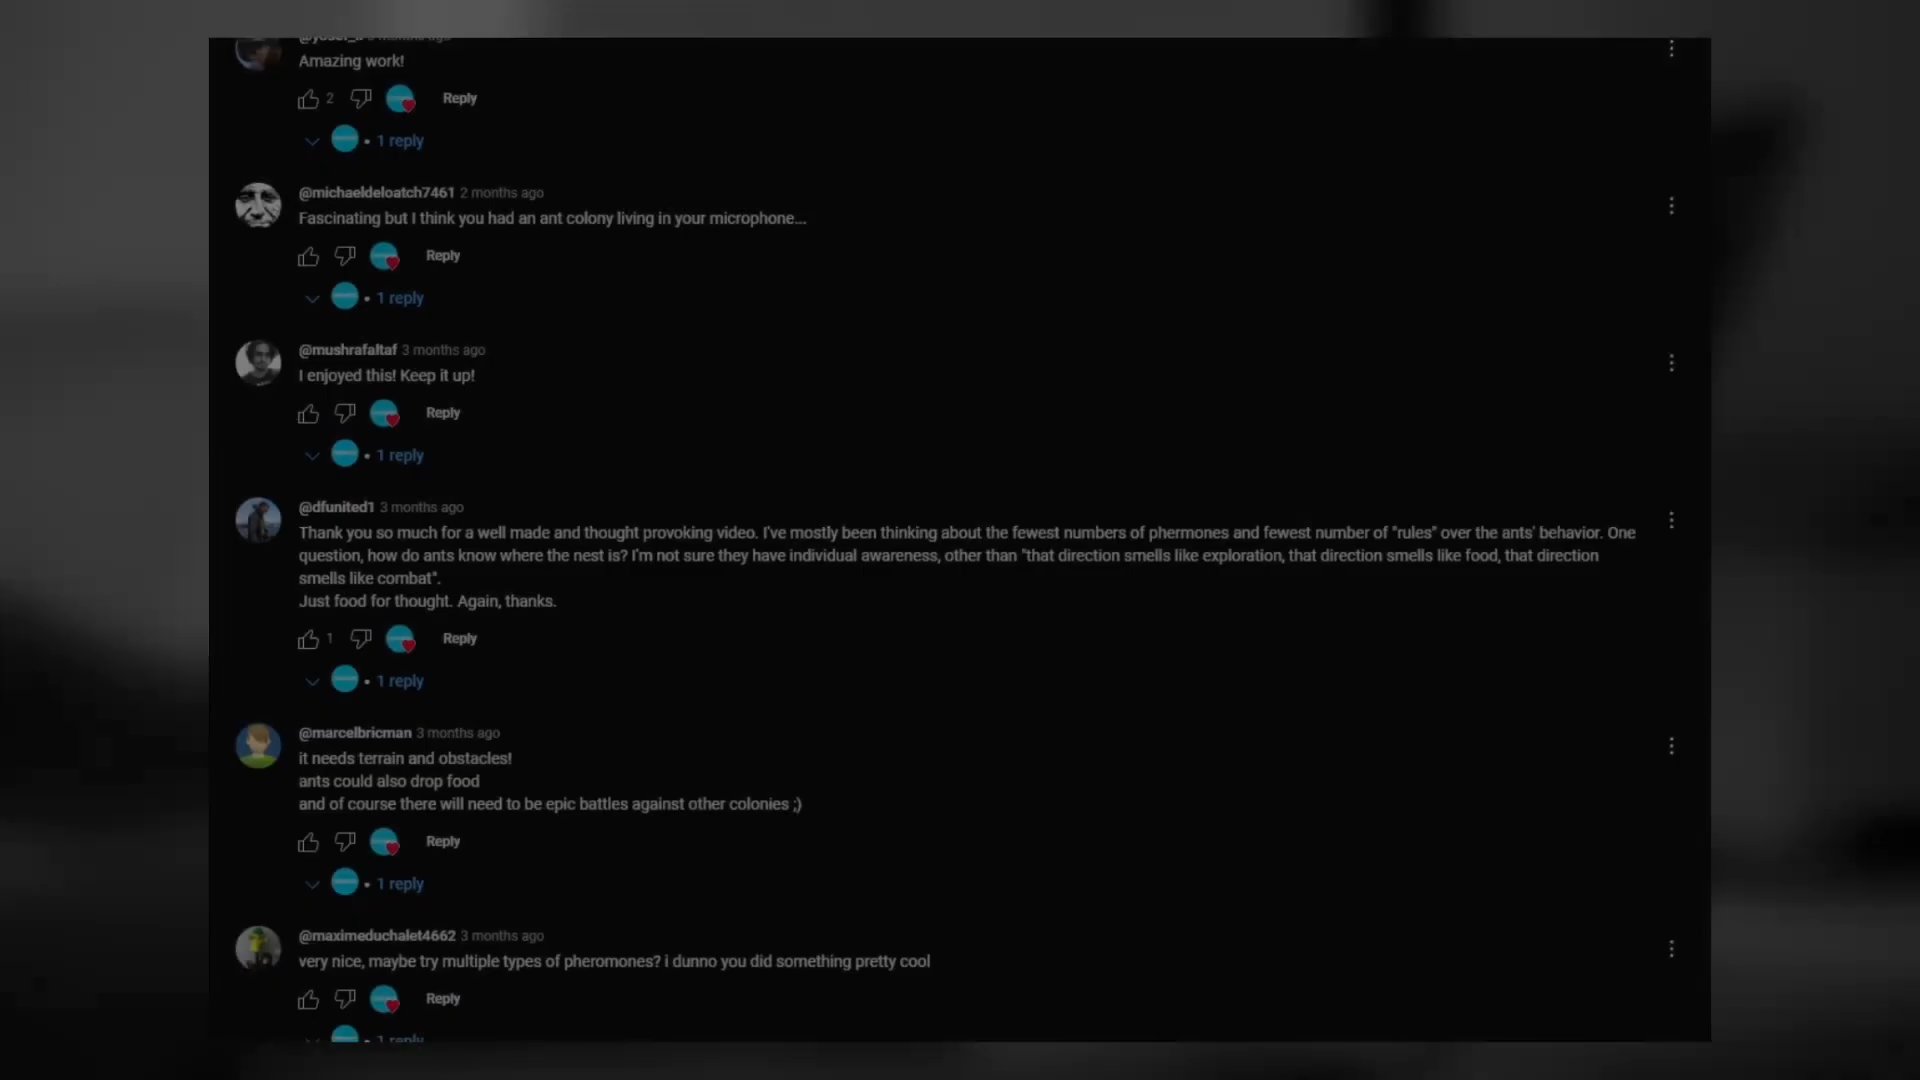 Amazing work!
2 Reply
1 reply
@michaeldeloatch7461 2 months ago
Fascinating but I think you had an ant colony living in your microphone...
Reply
1 reply
@mushrafaltaf 3 months ago
I enjoyed this! Keep it up!
Reply
1 reply
@dfunited1 3 months ago
Thank you so much for a well made and thought provoking video. I've mostly been thinking about the fewest numbers of phermones and fewest number of "rules" over the ants' behavior. One
question, how do ants know where the nest is? I'm not sure they have individual awareness, other than "that direction smells like exploration, that direction smells like food, that direction
smells like combat".
Just food for thought. Again, thanks.
1 Reply
1 reply
@marcelbricman 3 months ago
it needs terrain and obstacles!
ants could also drop food
and of course there will need to be epic battles against other colonies ;)
Reply
1 reply
@maximeduchalet4662 3 months ago
very nice, maybe try multiple types of pheromones? i dunno you did something pretty cool
Reply
1 reply